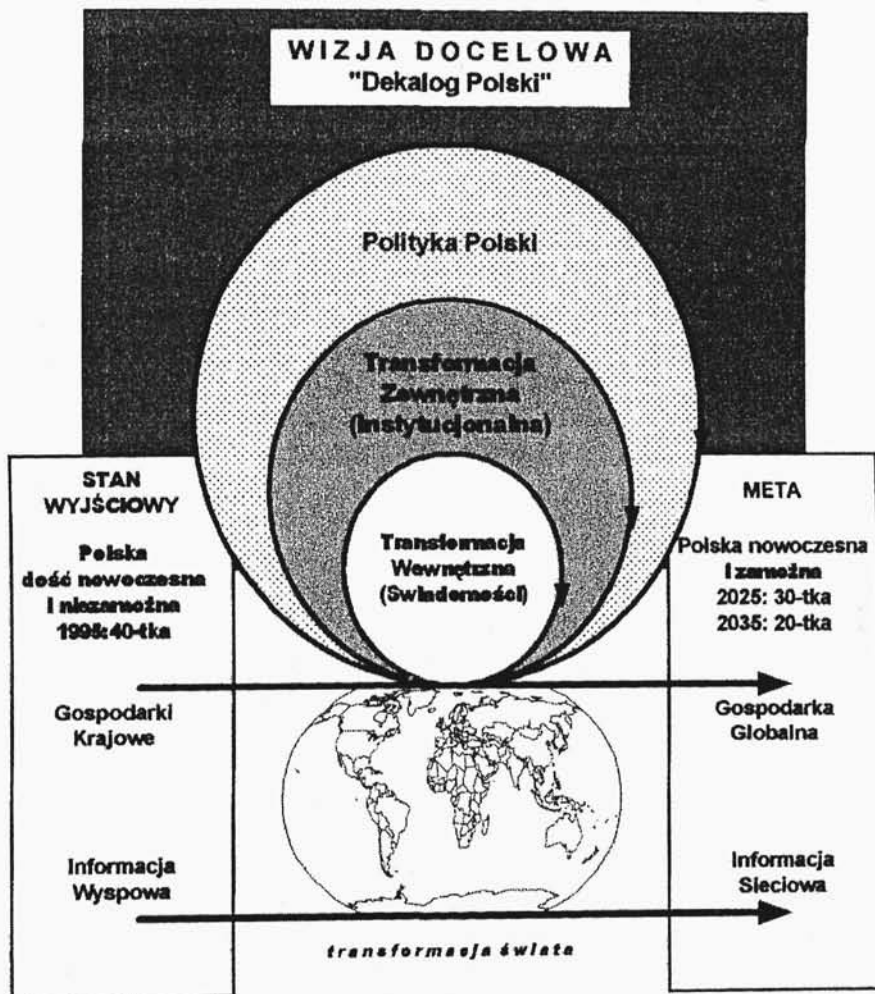 WIZJA DOCELOWA
"Dekalog Polski"
Polityka Polski
Transformacja
Zewnętrzna
(Instytucjonalna)
Transformacja
Wewnętrzna
(Swiadomości)
STAN
WYJŚCIOWY
Polska
dość nowoczesna
i niezamożna
1995:40-tka
META
Polska nowoczesna
i zamożna
2025: 30-tka
2035: 20-tka
Gospodarki
Krajowe
Gospodarka
Globalna
Informacja
Wyspowa
Informacja
Sieciowa
transformacja świata